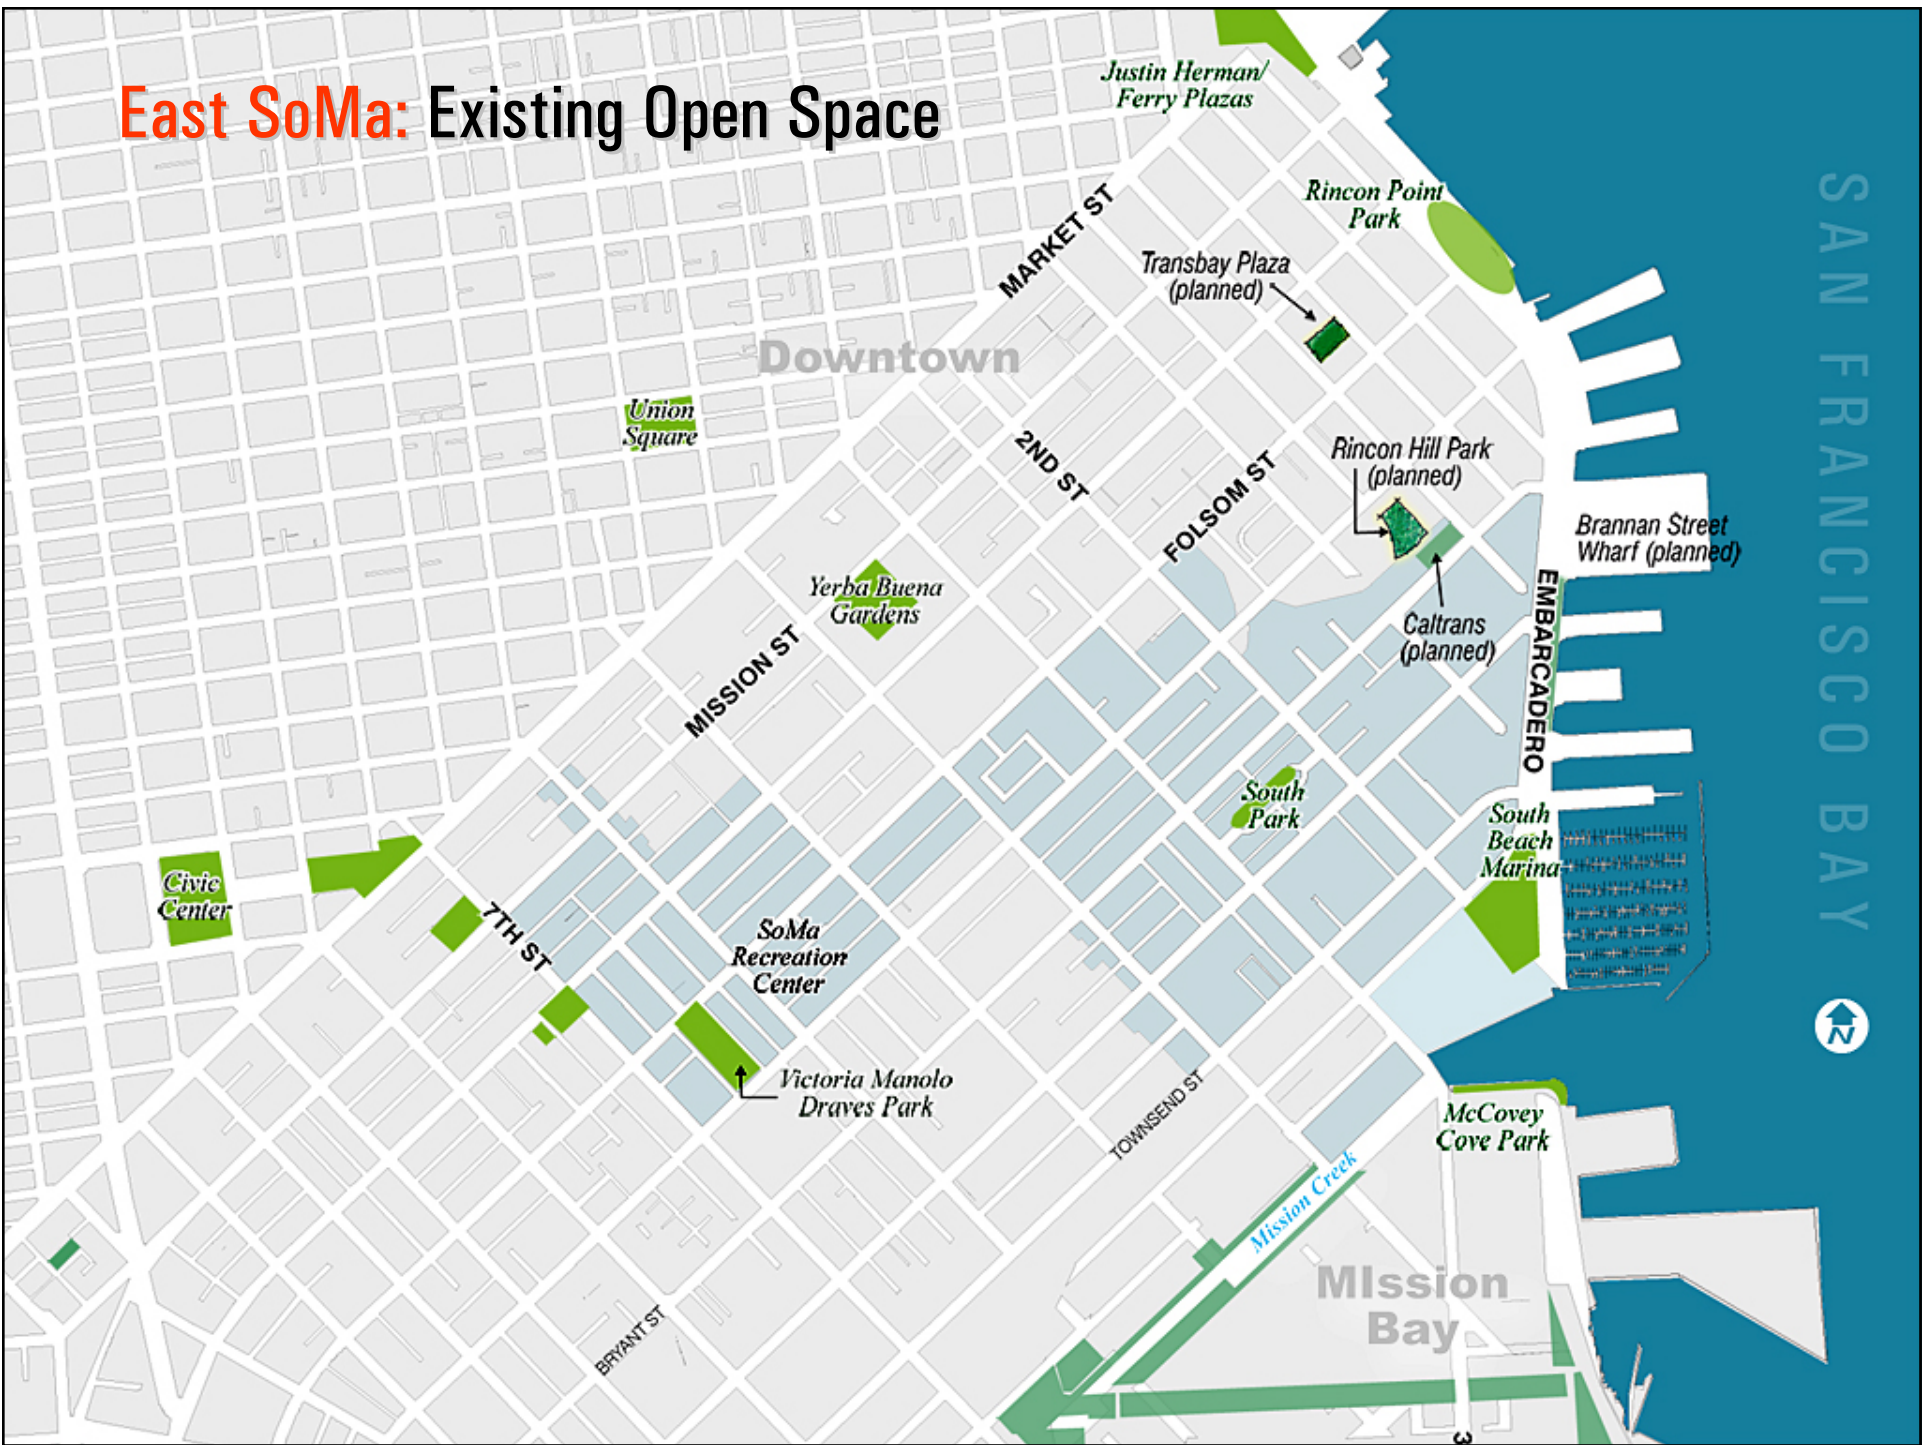 East SoMa: Existing Open Space
Justin Herman/
Ferry Plazas
Rincon Point
Park
MARKET ST
Transbay Plaza
(planned)
Downtown
Union
Square
2ND ST
FOLSOM ST
Rincon Hill Park
(planned)
Brannan Street
Wharf (planned)
Yerba Buena
Gardens
MISSION ST
Caltrans
(planned)
EMBARCADERO
SAN FRANCISCO BAY
South
Park
South
Beach
Marina
Civic
Center
7TH ST
SoMa
Recreation
Center
N
Victoria Manolo
Draves Park
TOWNSEND ST
McCovey
Cove Park
Mission Creek
MIssion
Bay
BRYANT ST
3